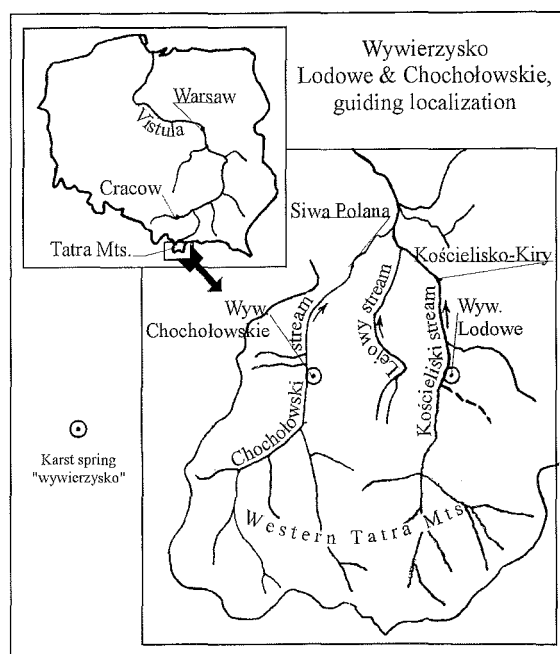 Wywierzysko
Lodowe & Chochołowskie,
guiding localization
Warsaw
Vistula
Cracow
Tatra Mts.
Siwa Polana
Kościelisko-Kiry
Wyw.
Chochołowskie
Wyw.
Lodowe
Chochołowski stream
Lejowy stream
Kościeliski stream
Western Tatra Mts
Karst spring
"wywierzysko"